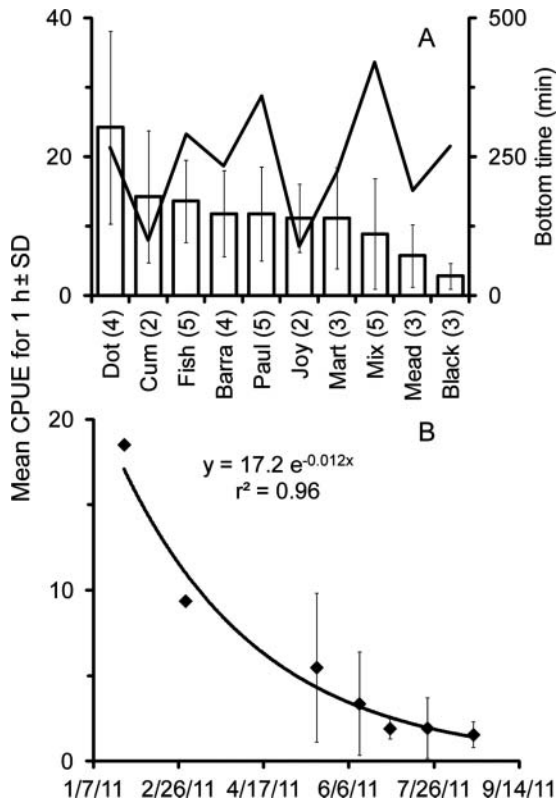 A
40
20
0
500
250
0
Bottom time (min)
Dot (4)
Cum (2)
Fish (5)
Barra (4)
Paul (5)
Joy (2)
Mart (3)
Mix (5)
Mead (3)
Black (3)
Mean CPUE for 1 h ± SD
B
20
10
0
y = 17.2 e^-0.012x
r² = 0.96
1/7/11 2/26/11 4/17/11 6/6/11 7/26/11 9/14/11